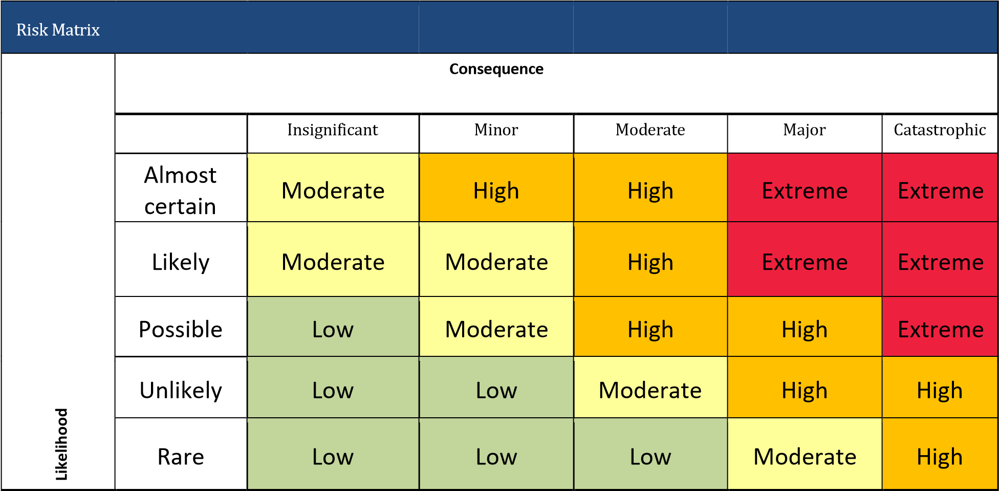 Risk Matrix
Consequence
Insignificant Minor Moderate Major Catastrophic
Almost
certain
Moderate High High Extreme Extreme
Likely Moderate Moderate High Extreme Extreme
Possible Low Moderate High High Extreme
Unlikely Low Low Moderate High High
Rare Low Low Low Moderate High
Likelihood